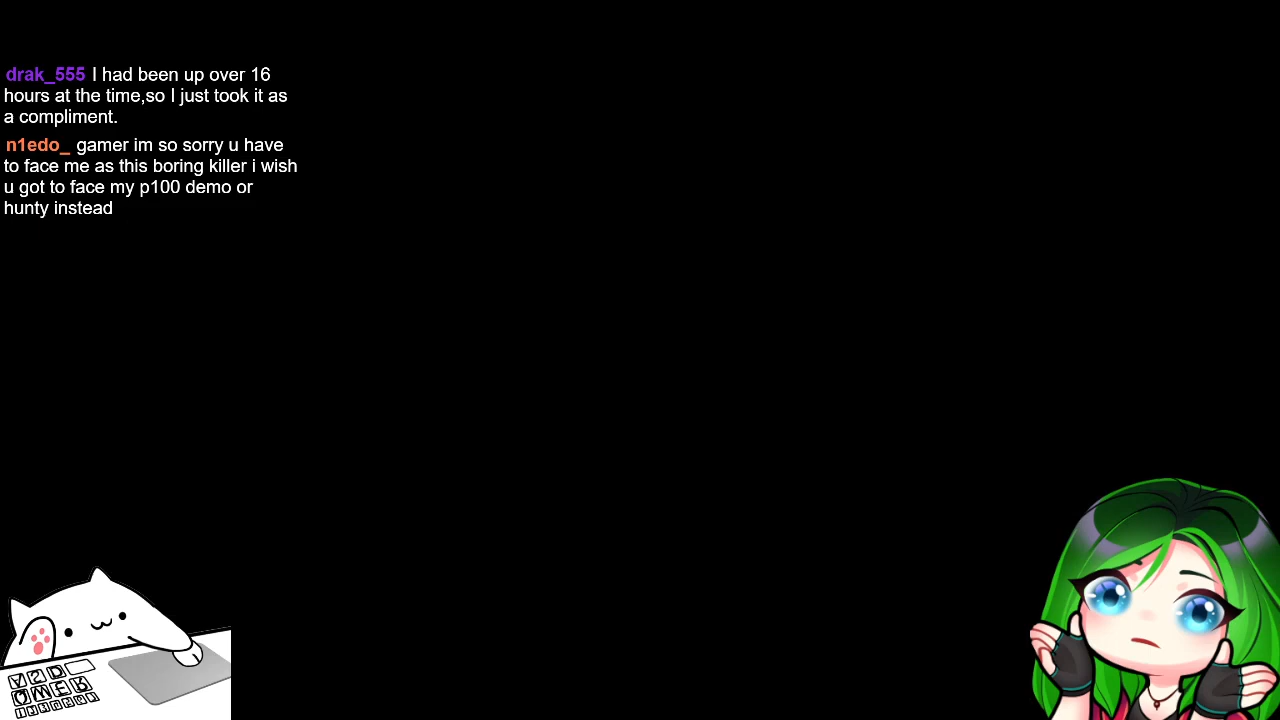 drak_555 I had been up over 16
hours at the time,so I just took it as
a compliment.
n1edo_ gamer im so sorry u have
to face me as this boring killer i wish
u got to face my p100 demo or
hunty instead